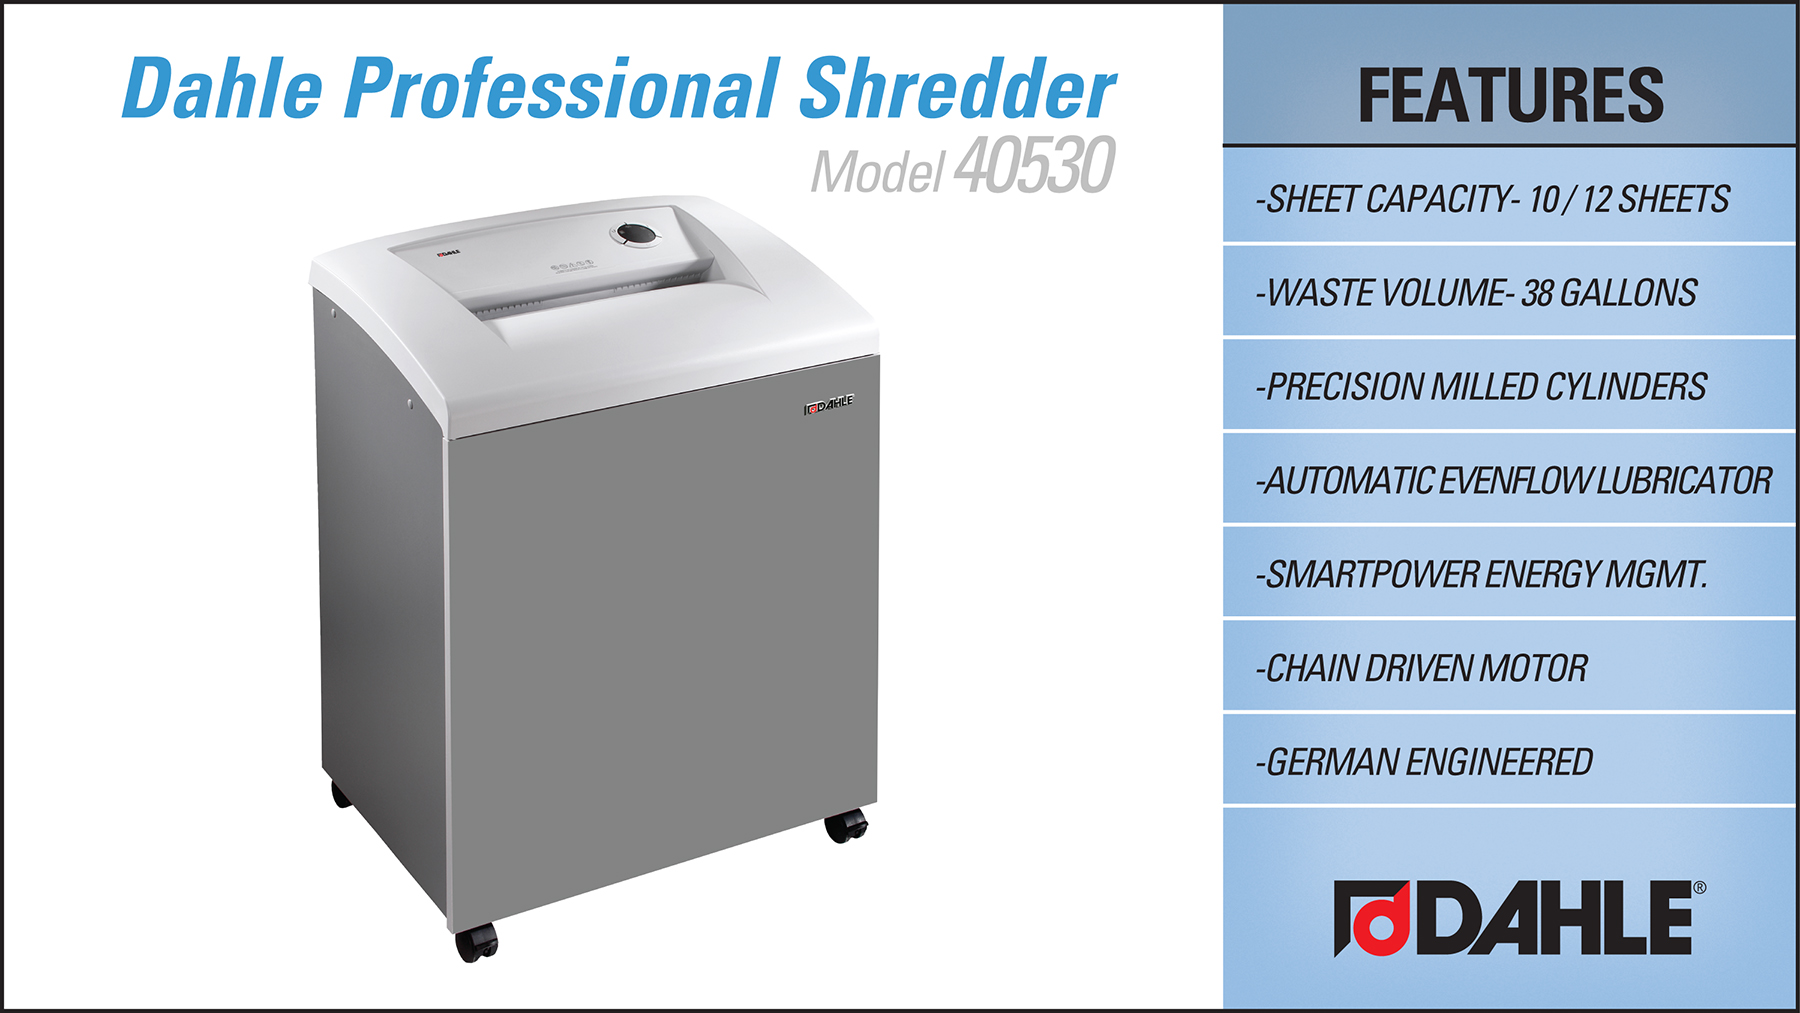 Dahle Professional Shredder
Model 40530
DAHLE
DAHLE
FEATURES
-SHEET CAPACITY- 10 / 12 SHEETS
-WASTE VOLUME- 38 GALLONS
-PRECISION MILLED CYLINDERS
-AUTOMATIC EVENFLOW LUBRICATOR
-SMARTPOWER ENERGY MGMT.
-CHAIN DRIVEN MOTOR
-GERMAN ENGINEERED
DAHLE®